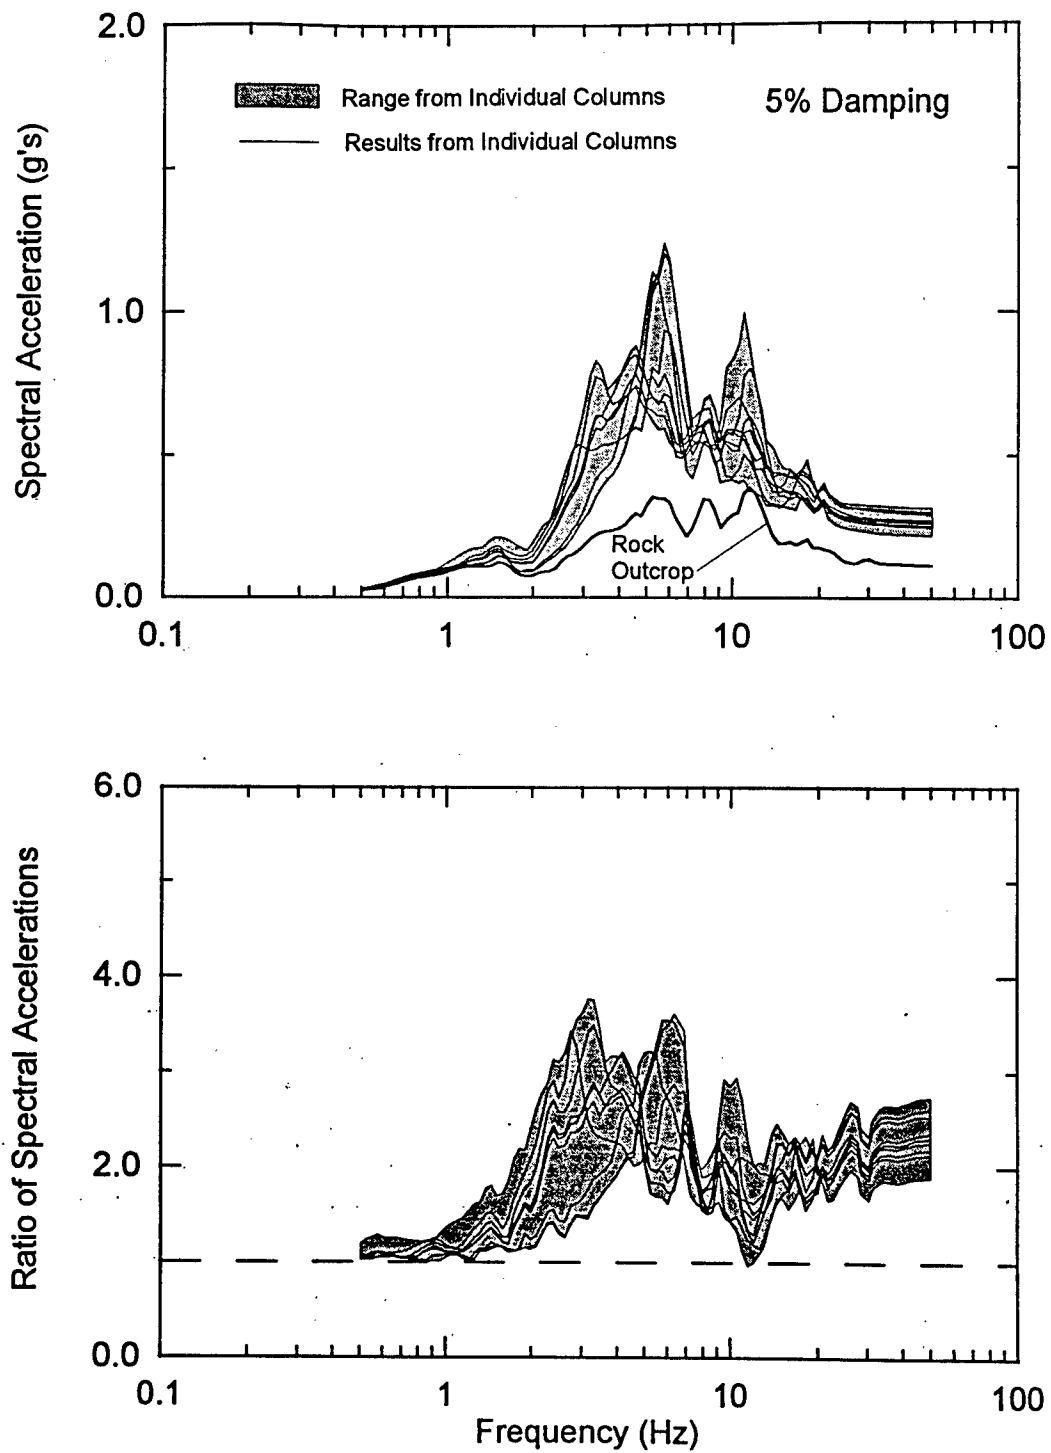 2.0
Range from Individual Columns
5% Damping
Results from Individual Columns
Spectral Acceleration (g's)
1.0
Rock
Outcrop
0.0
0.1
1
10
100
6.0
Ratio of Spectral Accelerations
4.0
2.0
0.0
0.1
1
10
100
Frequency (Hz)